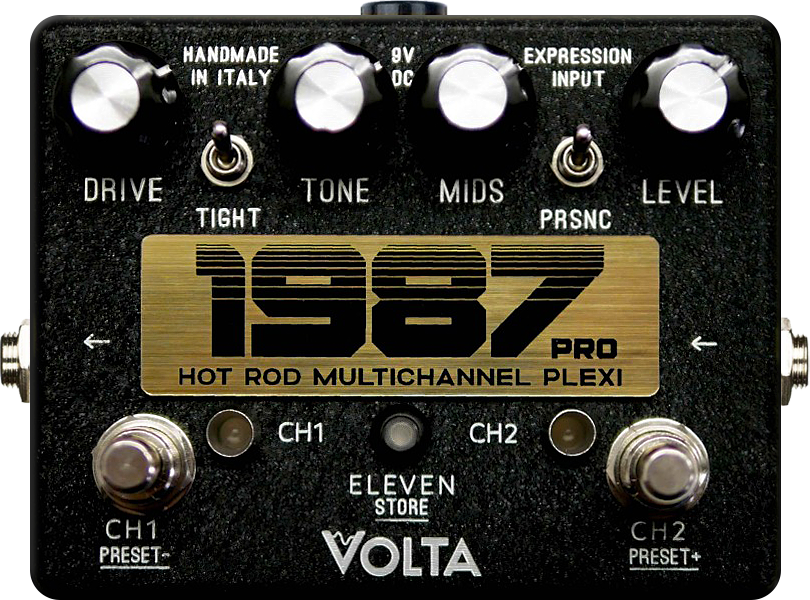 HANDMADE
IN ITALY
9V
DC
EXPRESSION
INPUT
DRIVE
TONE
MIDS
LEVEL
TIGHT
PRSNC
1987
PRO
HOT ROD MULTICHANNEL PLEXI
←
←
CH1
CH2
ELEVEN
STORE
CH1
PRESET-
CH2
PRESET+
VOLTA